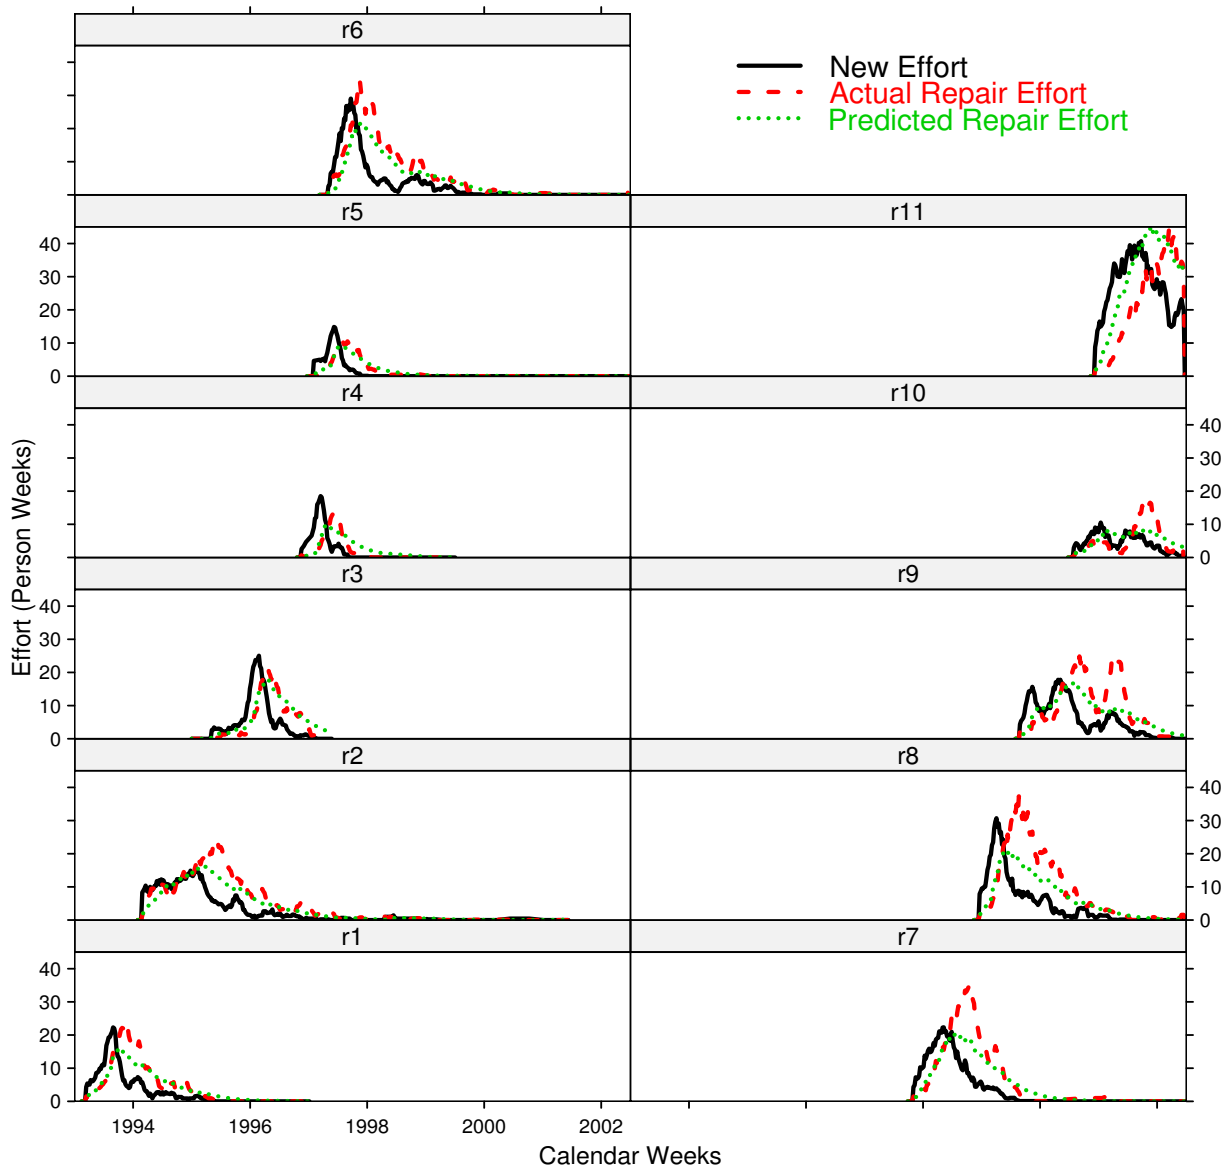 r6
New Effort
Actual Repair Effort
Predicted Repair Effort
r5
r11
40
30
20
10
0
r4
r10
40
30
20
10
0
r3
r9
40
30
20
10
0
r2
r8
40
30
20
10
0
r1
r7
40
30
20
10
0
1994 1996 1998 2000 2002
Calendar Weeks
Effort (Person Weeks)